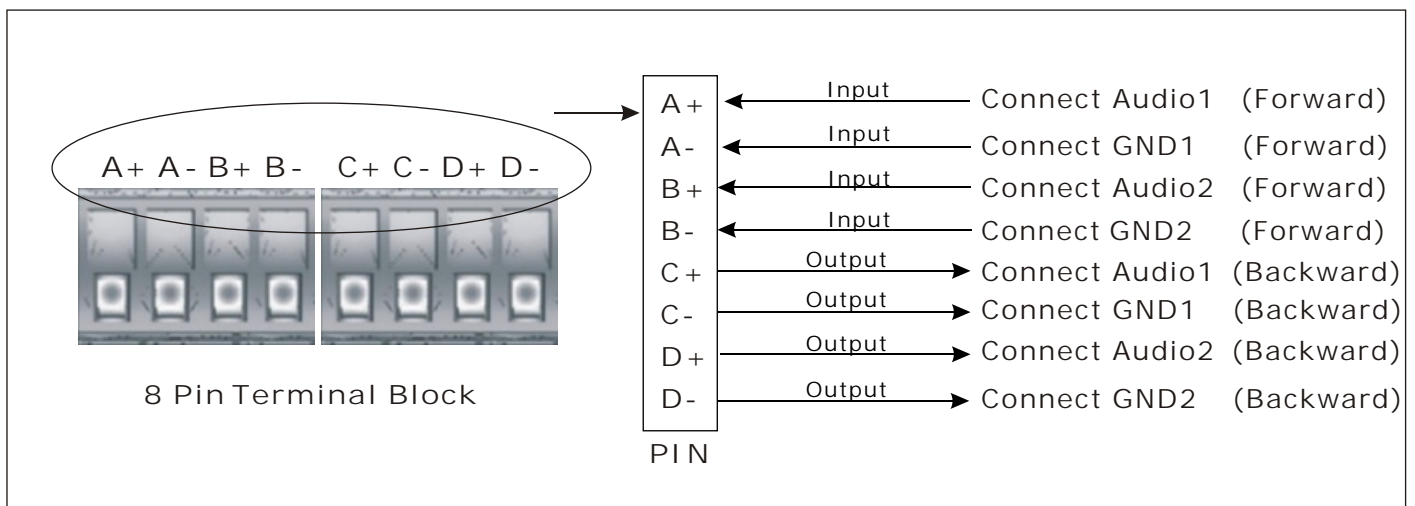 A+ A- B+ B- C+ C- D+ D-
8 Pin Terminal Block
A+ Input Connect Audio1 (Forward)
A- Input Connect GND1 (Forward)
B+ Input Connect Audio2 (Forward)
B- Input Connect GND2 (Forward)
C+ Output Connect Audio1 (Backward)
C- Output Connect GND1 (Backward)
D+ Output Connect Audio2 (Backward)
D- Output Connect GND2 (Backward)
PIN